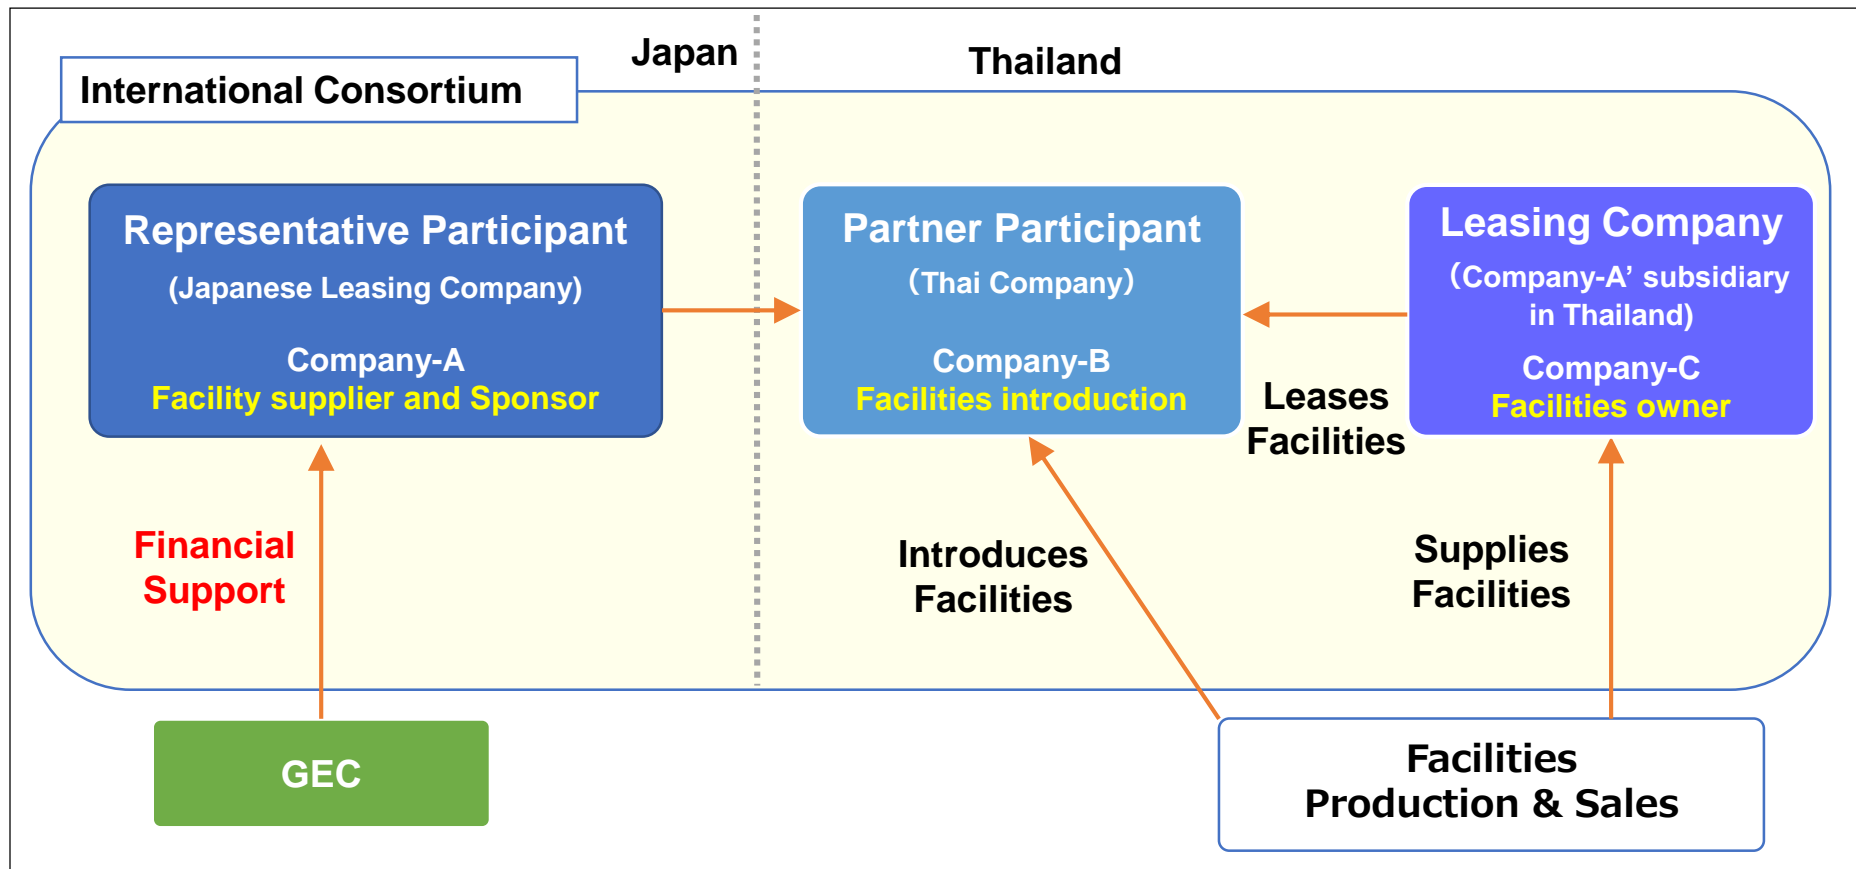 Japan
Thailand
International Consortium
Representative Participant
(Japanese Leasing Company)
Company-A
Facility supplier and Sponsor
Partner Participant
（Thai Company）
Company-B
Facilities introduction
Leasing Company
（Company-A’ subsidiary
in Thailand)
Company-C
Facilities owner
Leases
Facilities
Financial
Support
Introduces
Facilities
Supplies
Facilities
GEC
Facilities
Production & Sales